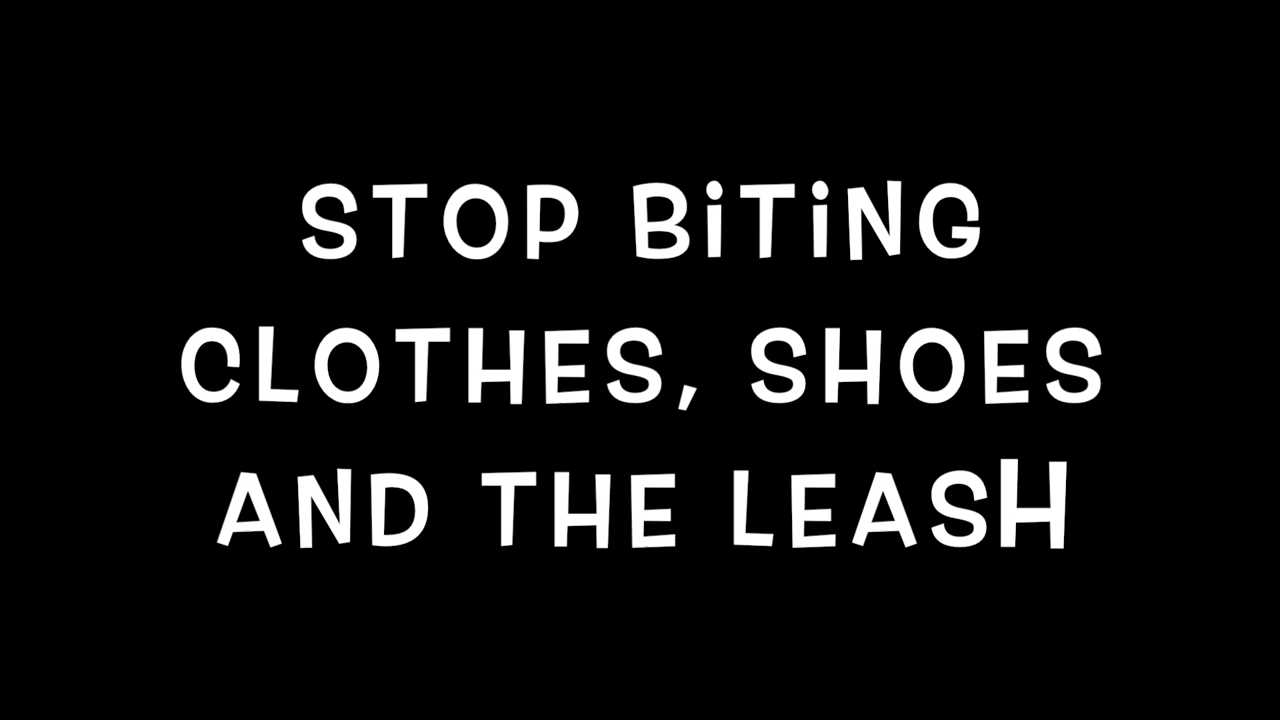 STOP BiTiNG
CLOTHES, SHOES
AND THE LEASH